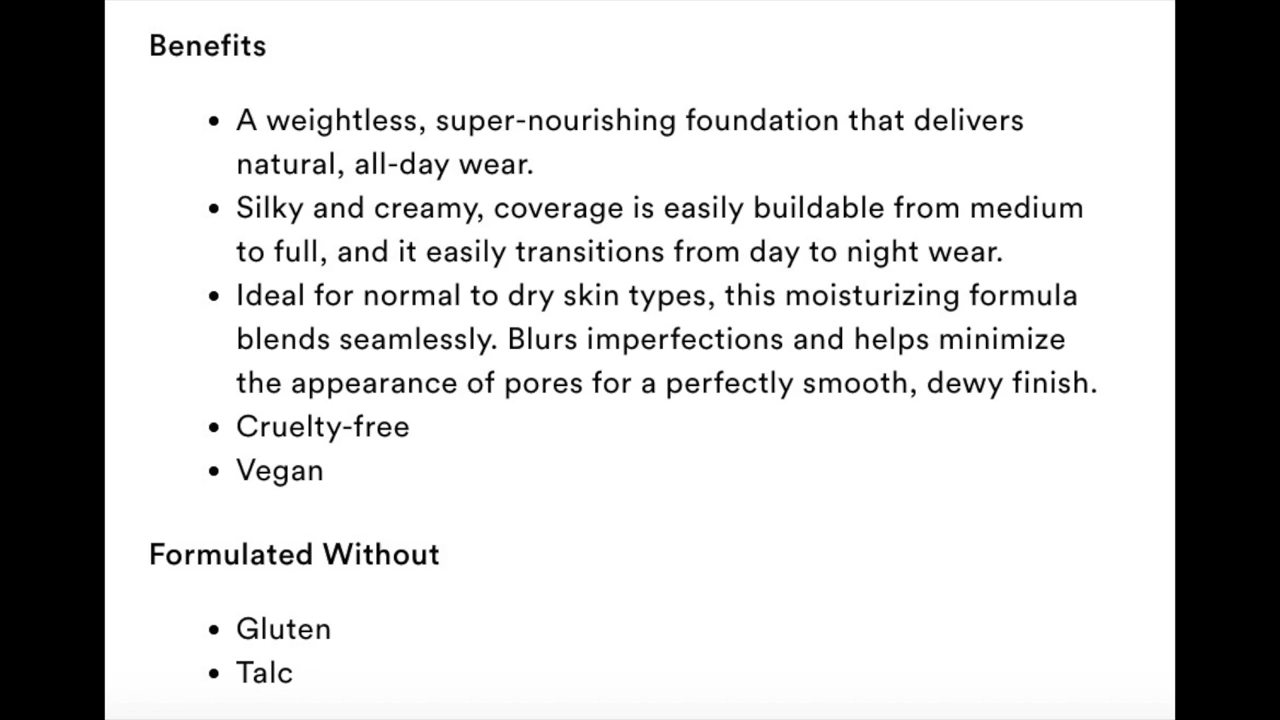 Benefits
• A weightless, super-nourishing foundation that delivers
natural, all-day wear.
• Silky and creamy, coverage is easily buildable from medium
to full, and it easily transitions from day to night wear.
• Ideal for normal to dry skin types, this moisturizing formula
blends seamlessly. Blurs imperfections and helps minimize
the appearance of pores for a perfectly smooth, dewy finish.
• Cruelty-free
• Vegan
Formulated Without
• Gluten
• Talc